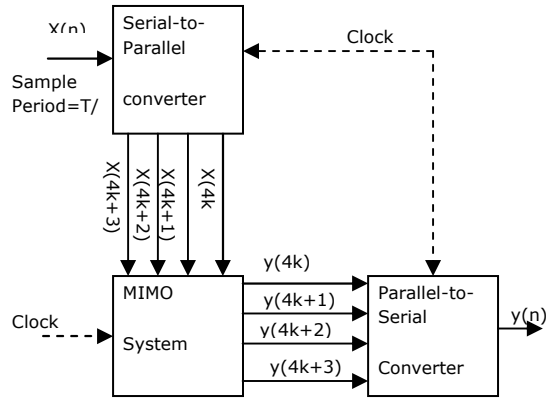 X(n)
Serial-to-
Parallel
converter
Clock
Sample
Period=T/
X(4k+3)
X(4k+2)
X(4k+1)
X(4k
MIMO
System
Clock
y(4k)
y(4k+1)
y(4k+2)
y(4k+3)
Parallel-to-
Serial
Converter
y(n)